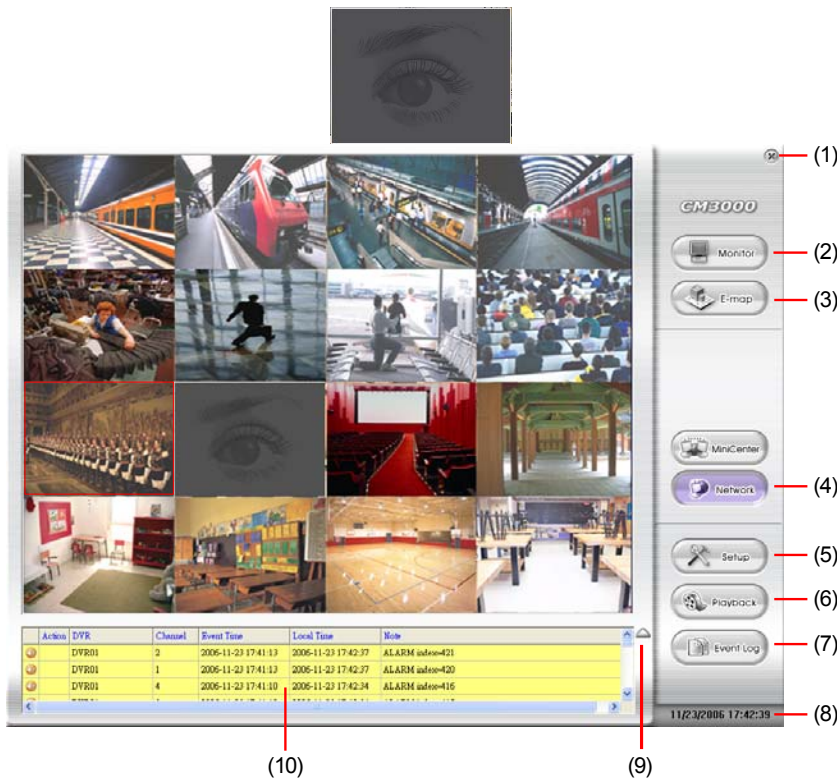 (1)
CM3000
Monitor
(2)
E-map
(3)
MiniCenter
Network
(4)
Setup
(5)
Playback
(6)
Event Log
(7)
Action DVR Channel Event Time Local Time Note
DVR01 2 2006-11-23 17:41:13 2006-11-23 17:42:37 ALARM index=421
DVR01 1 2006-11-23 17:41:13 2006-11-23 17:42:37 ALARM index=420
DVR01 4 2006-11-23 17:41:10 2006-11-23 17:42:34 ALARM index=416
11/23/2006 17:42:39
(8)
(10)
(9)